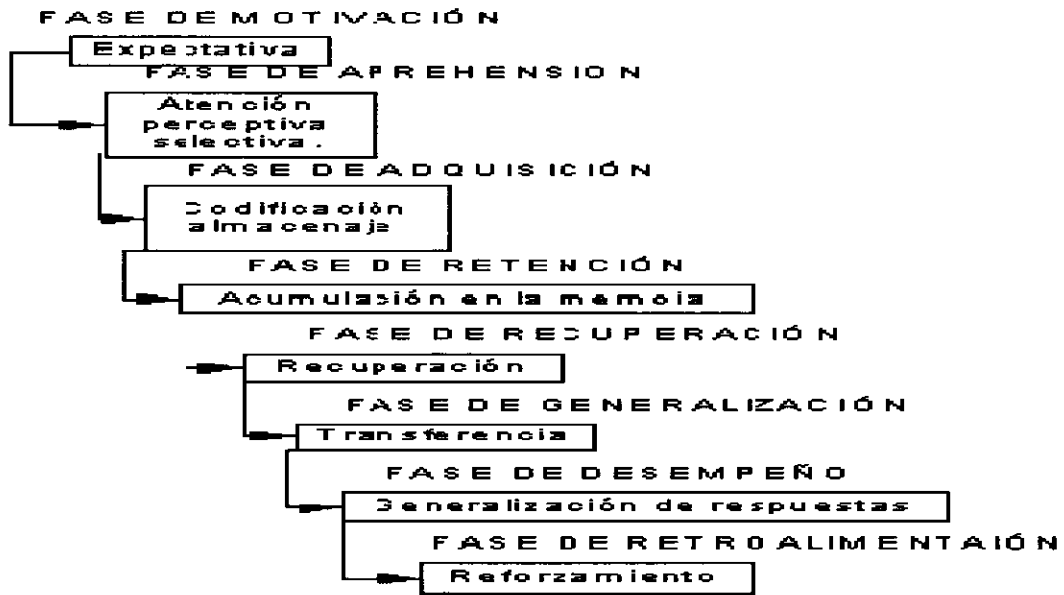 FASE DE MOTIVACIÓN
Expectativa
FASE DE APREHENSION
Atención
perceptiva
selectiva.
FASE DE ADQUISICIÓN
Codificación
almacenaje
FASE DE RETENCIÓN
Acumulación en la memoia
FASE DE RECUPERACIÓN
Recuperación
FASE DE GENERALIZACIÓN
Transferencia
FASE DE DESEMPEÑO
Generalización de respuestas
FASE DE RETROALIMENTAIÓN
Reforzamiento